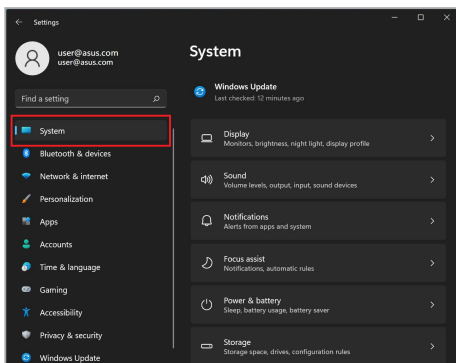 Settings
user@asus.com
user@asus.com
Find a setting
System
Bluetooth & devices
Network & internet
Personalization
Apps
Accounts
Time & language
Gaming
Accessibility
Privacy & security
Windows Update
System
Windows Update
Last checked: 12 minutes ago
Display
Monitors, brightness, night light, display profile
Sound
Volume levels, output, input, sound devices
Notifications
Alerts from apps and system
Focus assist
Notifications, automatic rules
Power & battery
Sleep, battery usage, battery saver
Storage
Storage space, drives, configuration rules